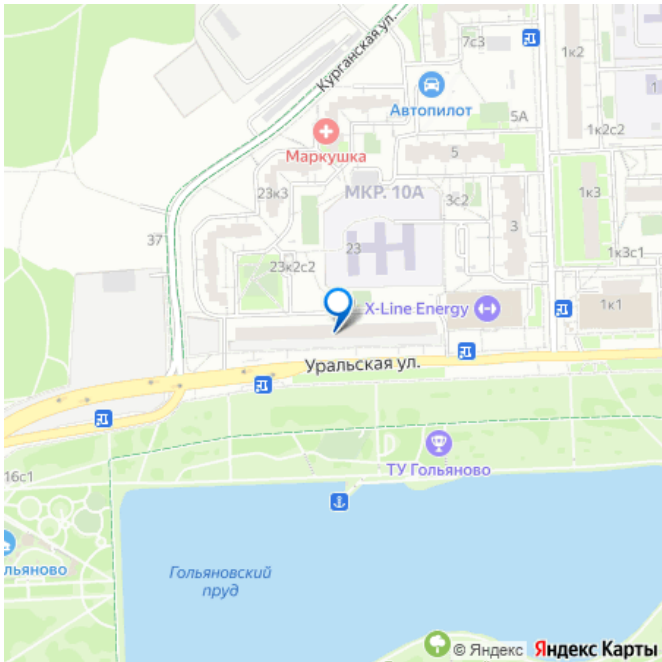 Курганская ул.
7с3
1к2
Автопилот
5А
1к2с2
Маркушка
5
23к3
МКР. 10А
3с2
1к3
3
37
23
1к3с1
23к2с2
X-Line Energy
1к1
Уральская ул.
ТУ Гольяново
16с1
льяново
Гольяновский
пруд
© Яндекс Яндекс Карты